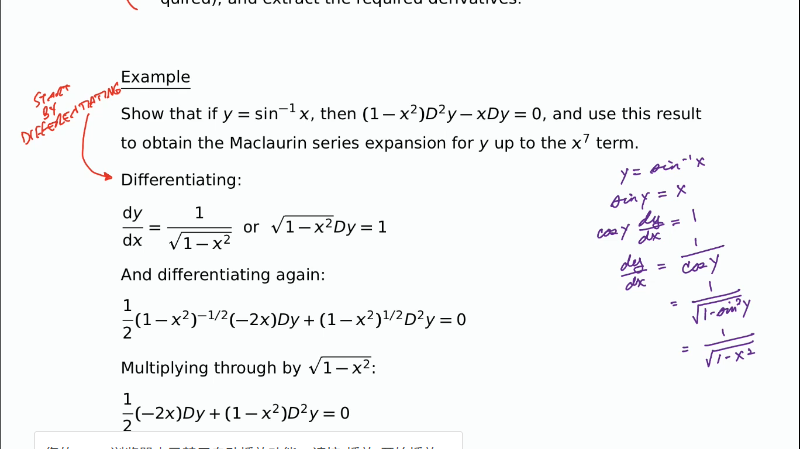 quired), and extract the required derivatives.
Example
START
BY
DIFFERENTIATING
Show that if y = sin⁻¹ x, then (1 − x²)D²y − xDy = 0, and use this result
to obtain the Maclaurin series expansion for y up to the x⁷ term.
Differentiating:
dy/dx = 1/√(1 − x²) or √(1 − x²)Dy = 1
And differentiating again:
1/2(1 − x²)^(−1/2)(−2x)Dy + (1 − x²)^(1/2)D²y = 0
Multiplying through by √(1 − x²):
1/2(−2x)Dy + (1 − x²)D²y = 0
y = sin⁻¹x
sin y = x
cos y dy/dx = 1
dy/dx = 1/cos y
= 1/√(1 − sin²y)
= 1/√(1 − x²)